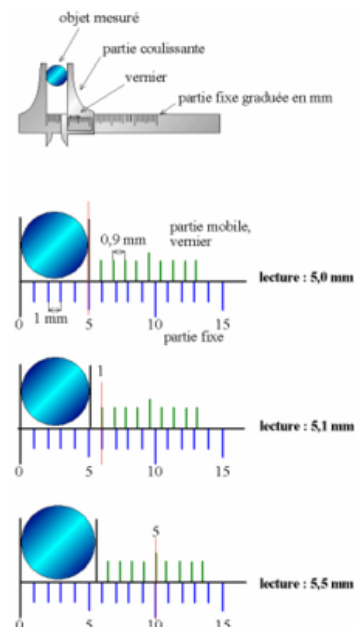 objet mesuré
partie coulissante
vernier
partie fixe graduée en mm
0,9 mm
partie mobile,
vernier
lecture : 5,0 mm
1 mm
0 5 10 15
partie fixe
1
lecture : 5,1 mm
0 5 10 15
5
lecture : 5,5 mm
0 5 10 15